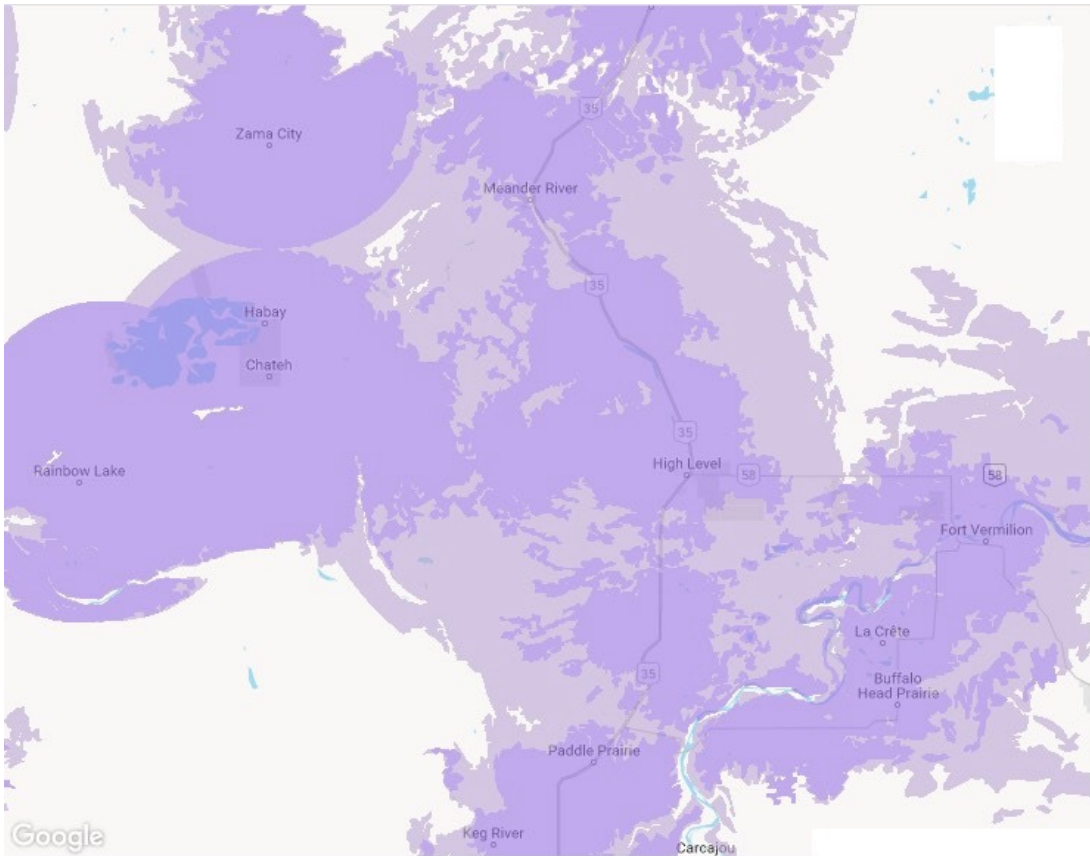 35
Zama City
Meander River
35
Habay
Chateh
35
High Level
58
58
Rainbow Lake
Fort Vermilion
La Crête
35
Buffalo
Head Prairie
Paddle Prairie
Google
Keg River
Carcajou